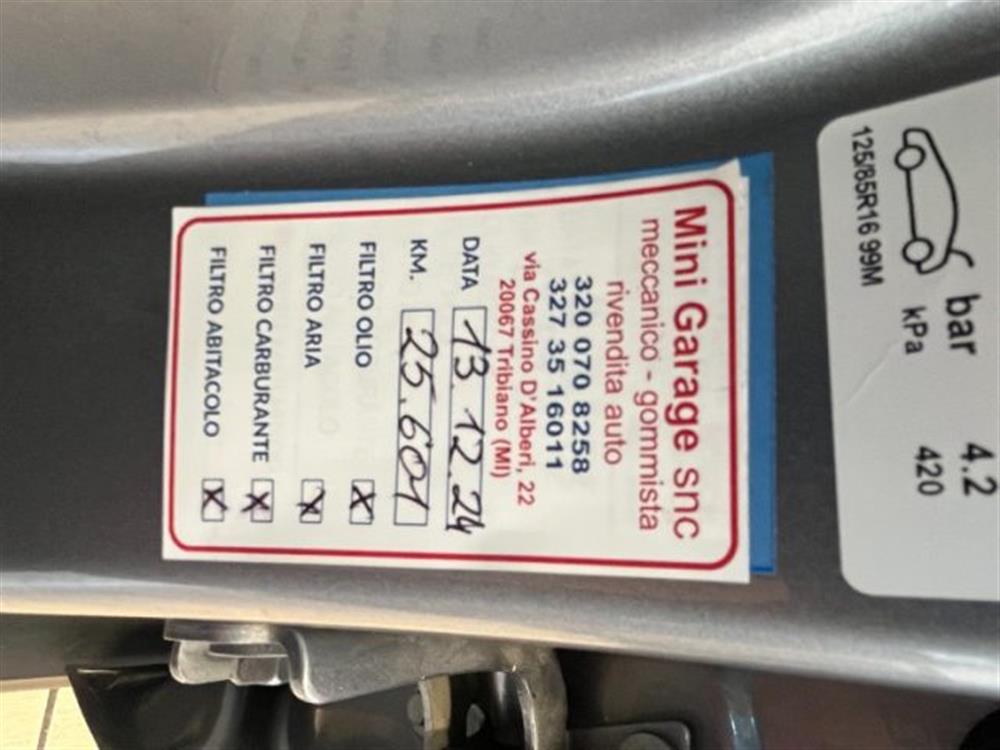 Mini Garage snc
meccanico - gommista
rivendita auto
320 070 8258
327 35 16011
via Cassino D'Alberi, 22
20067 Tribiano (MI)
DATA 13.12.24
KM. 25.601
FILTRO OLIO X
FILTRO ARIA X
FILTRO CARBURANTE X
FILTRO ABITACOLO X
bar 4.2
kPa 420
125/85R16 99M